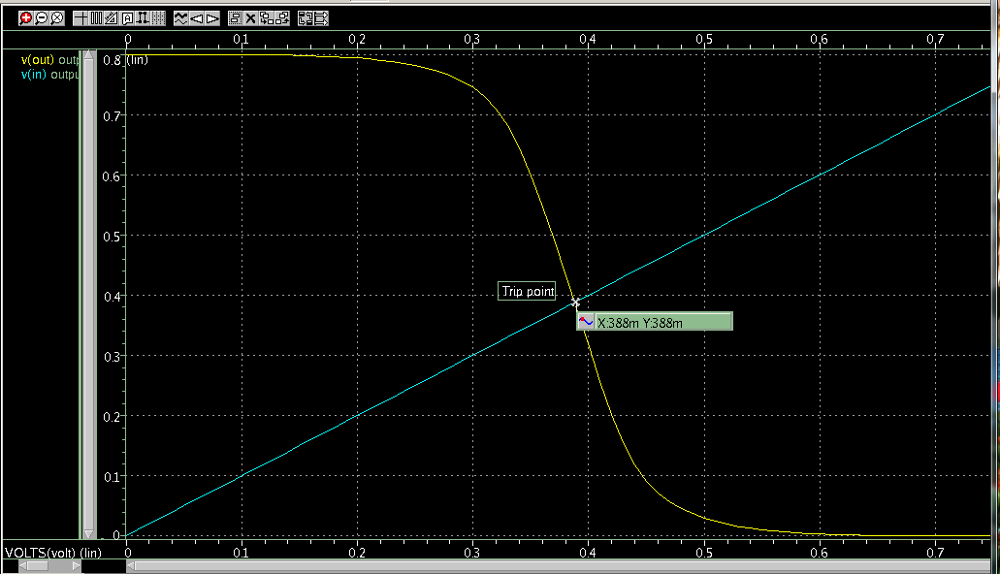 0 0.1 0.2 0.3 0.4 0.5 0.6 0.7
v(out) outp
v(in) outpu
0.8 (lin)
0.7
0.6
0.5
0.4
Trip point
X:388m Y:388m
0.3
0.2
0.1
0
VOLTS(volt) (lin) 0 0.1 0.2 0.3 0.4 0.5 0.6 0.7